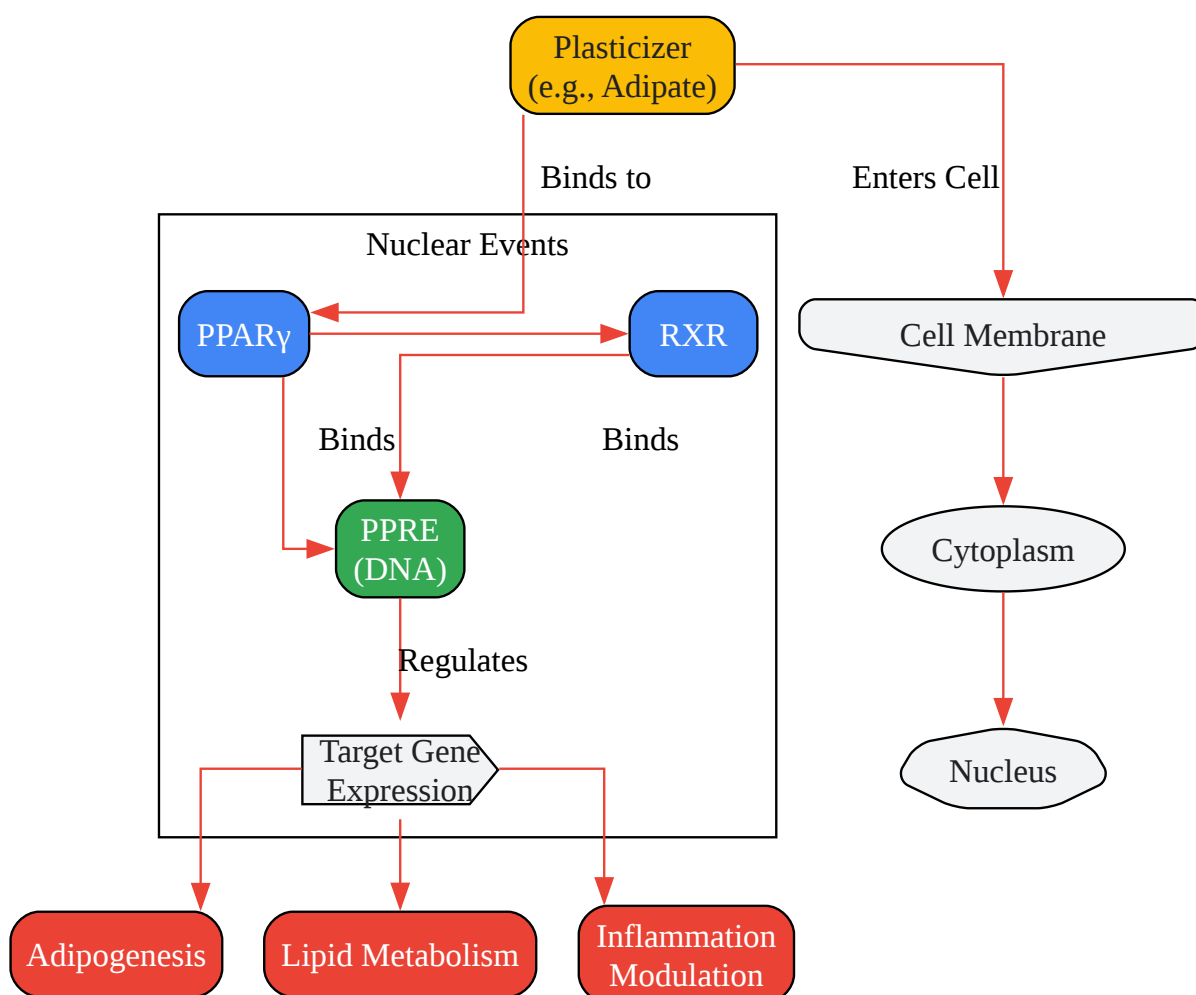 Plasticizer
(e.g., Adipate)
Binds to
Enters Cell
Nuclear Events
PPARγ
RXR
Cell Membrane
Binds
Binds
PPRE
(DNA)
Cytoplasm
Regulates
Target Gene
Expression
Nucleus
Adipogenesis
Lipid Metabolism
Inflammation
Modulation